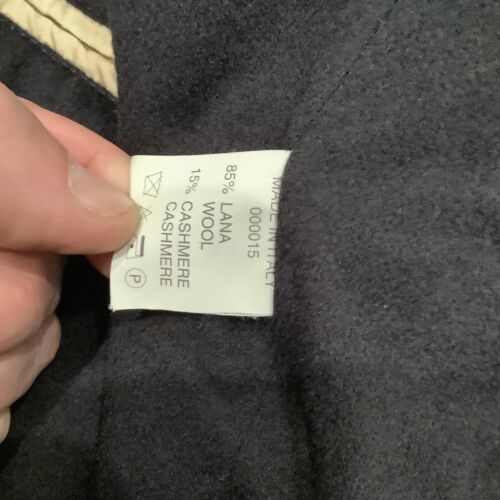 MADE IN ITALY
000015
85% LANA
WOOL
15% CASHMERE
CASHMERE
P